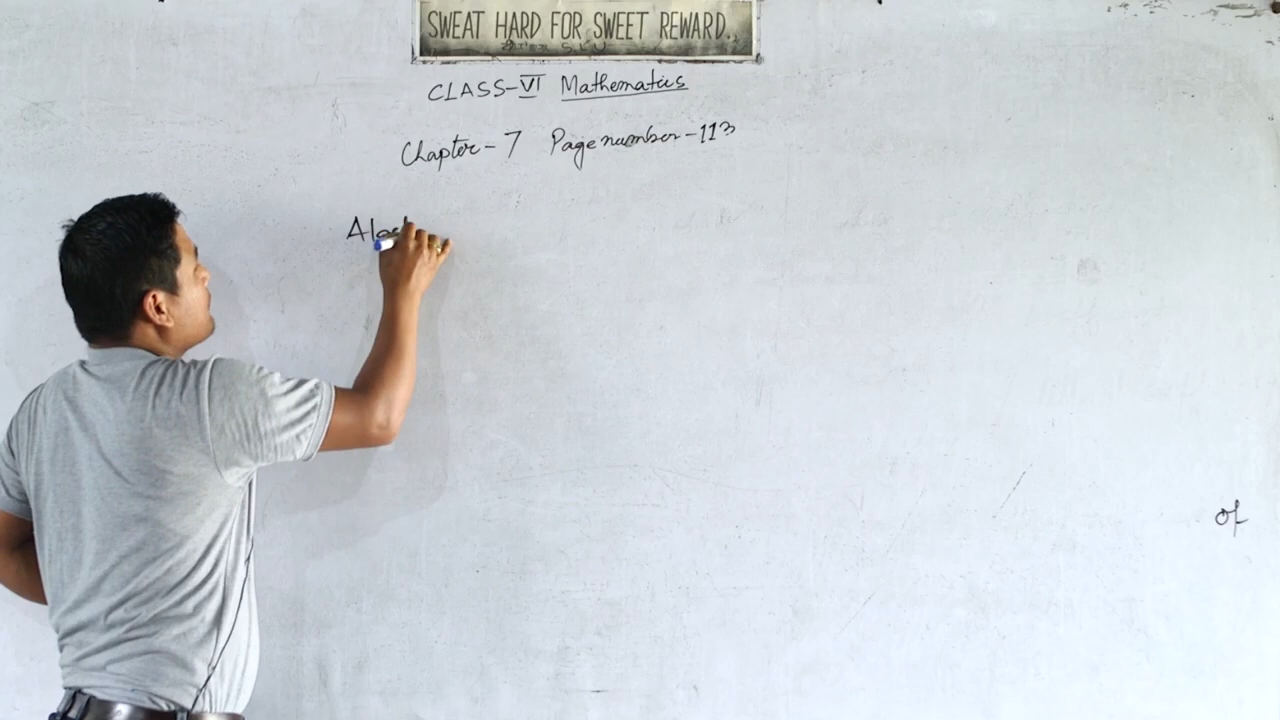 SWEAT HARD FOR SWEET REWARD..
CLASS-VI Mathematics
Chapter-7 Page number-113
of